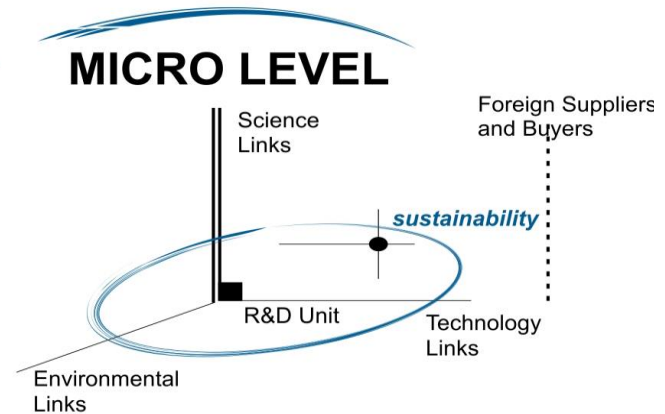 MICRO LEVEL
Science
Links
Foreign Suppliers
and Buyers
sustainability
R&D Unit
Technology
Links
Environmental
Links